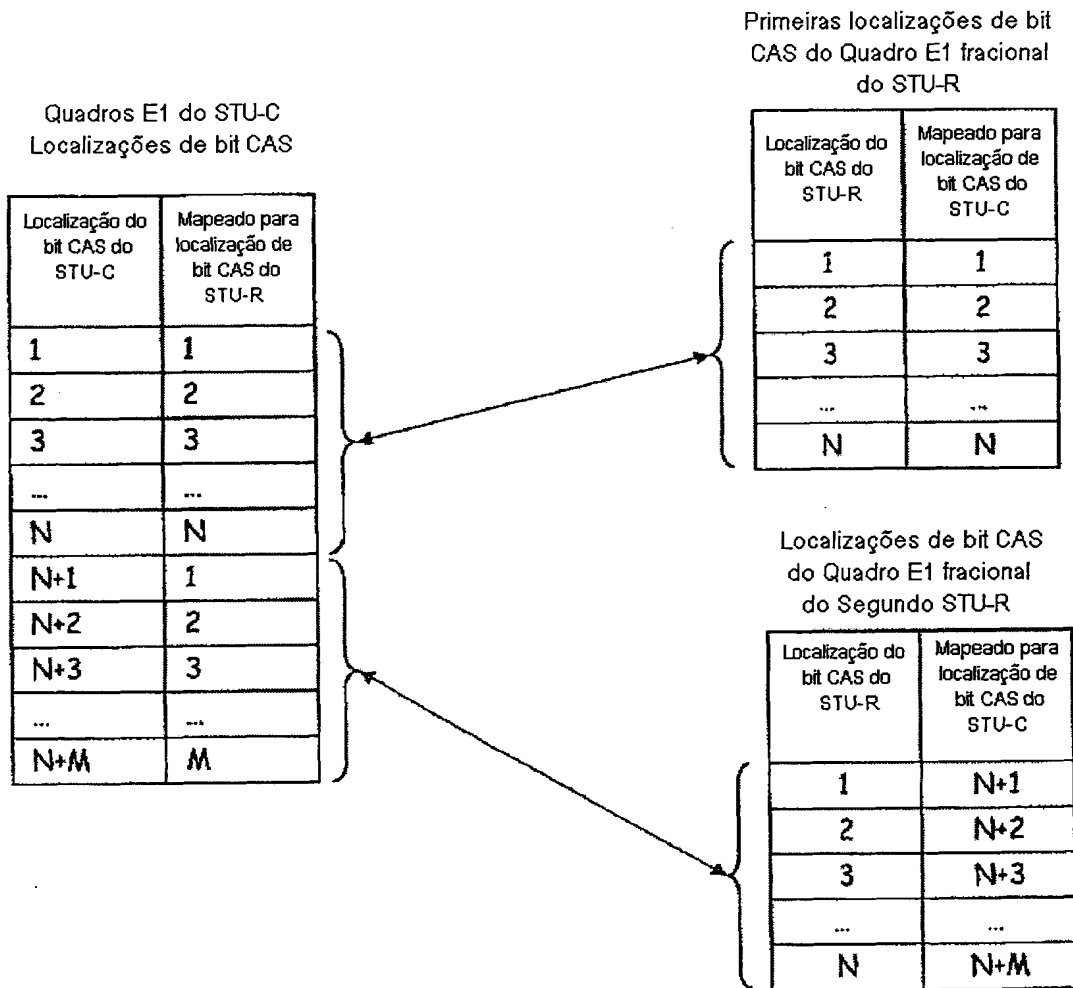 Quadros E1 do STU-C
Localizações de bit CAS
Localização do
bit CAS do
STU-C
Mapeado para
localização de
bit CAS do
STU-R
1 1
2 2
3 3
... ...
N N
N+1 1
N+2 2
N+3 3
... ...
N+M M
Primeiras localizações de bit
CAS do Quadro E1 fracional
do STU-R
Localização do
bit CAS do
STU-R
Mapeado para
localização de
bit CAS do
STU-C
1 1
2 2
3 3
... ...
N N
Localizações de bit CAS
do Quadro E1 fracional
do Segundo STU-R
Localização do
bit CAS do
STU-R
Mapeado para
localização de
bit CAS do
STU-C
1 N+1
2 N+2
3 N+3
... ...
N N+M